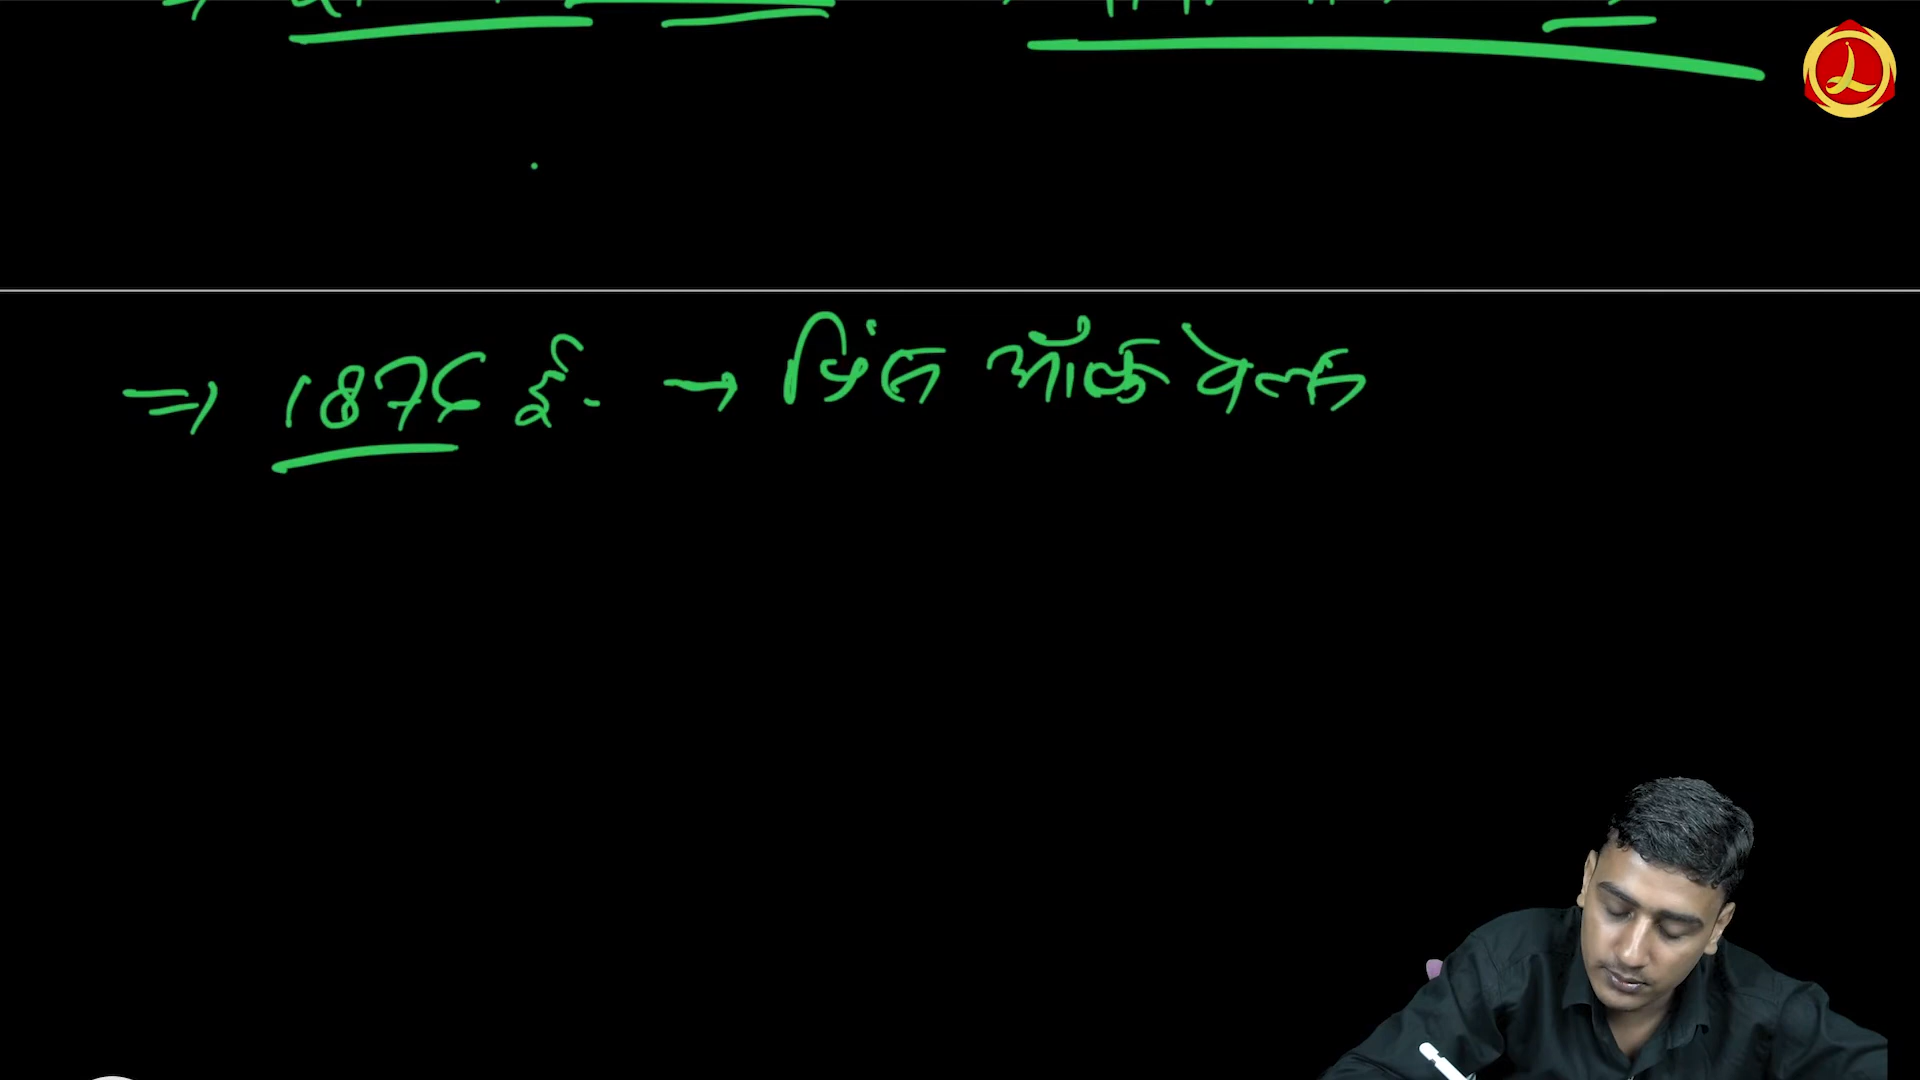 ⇒ 1876 ई. → प्रिंस ऑफ वेल्स